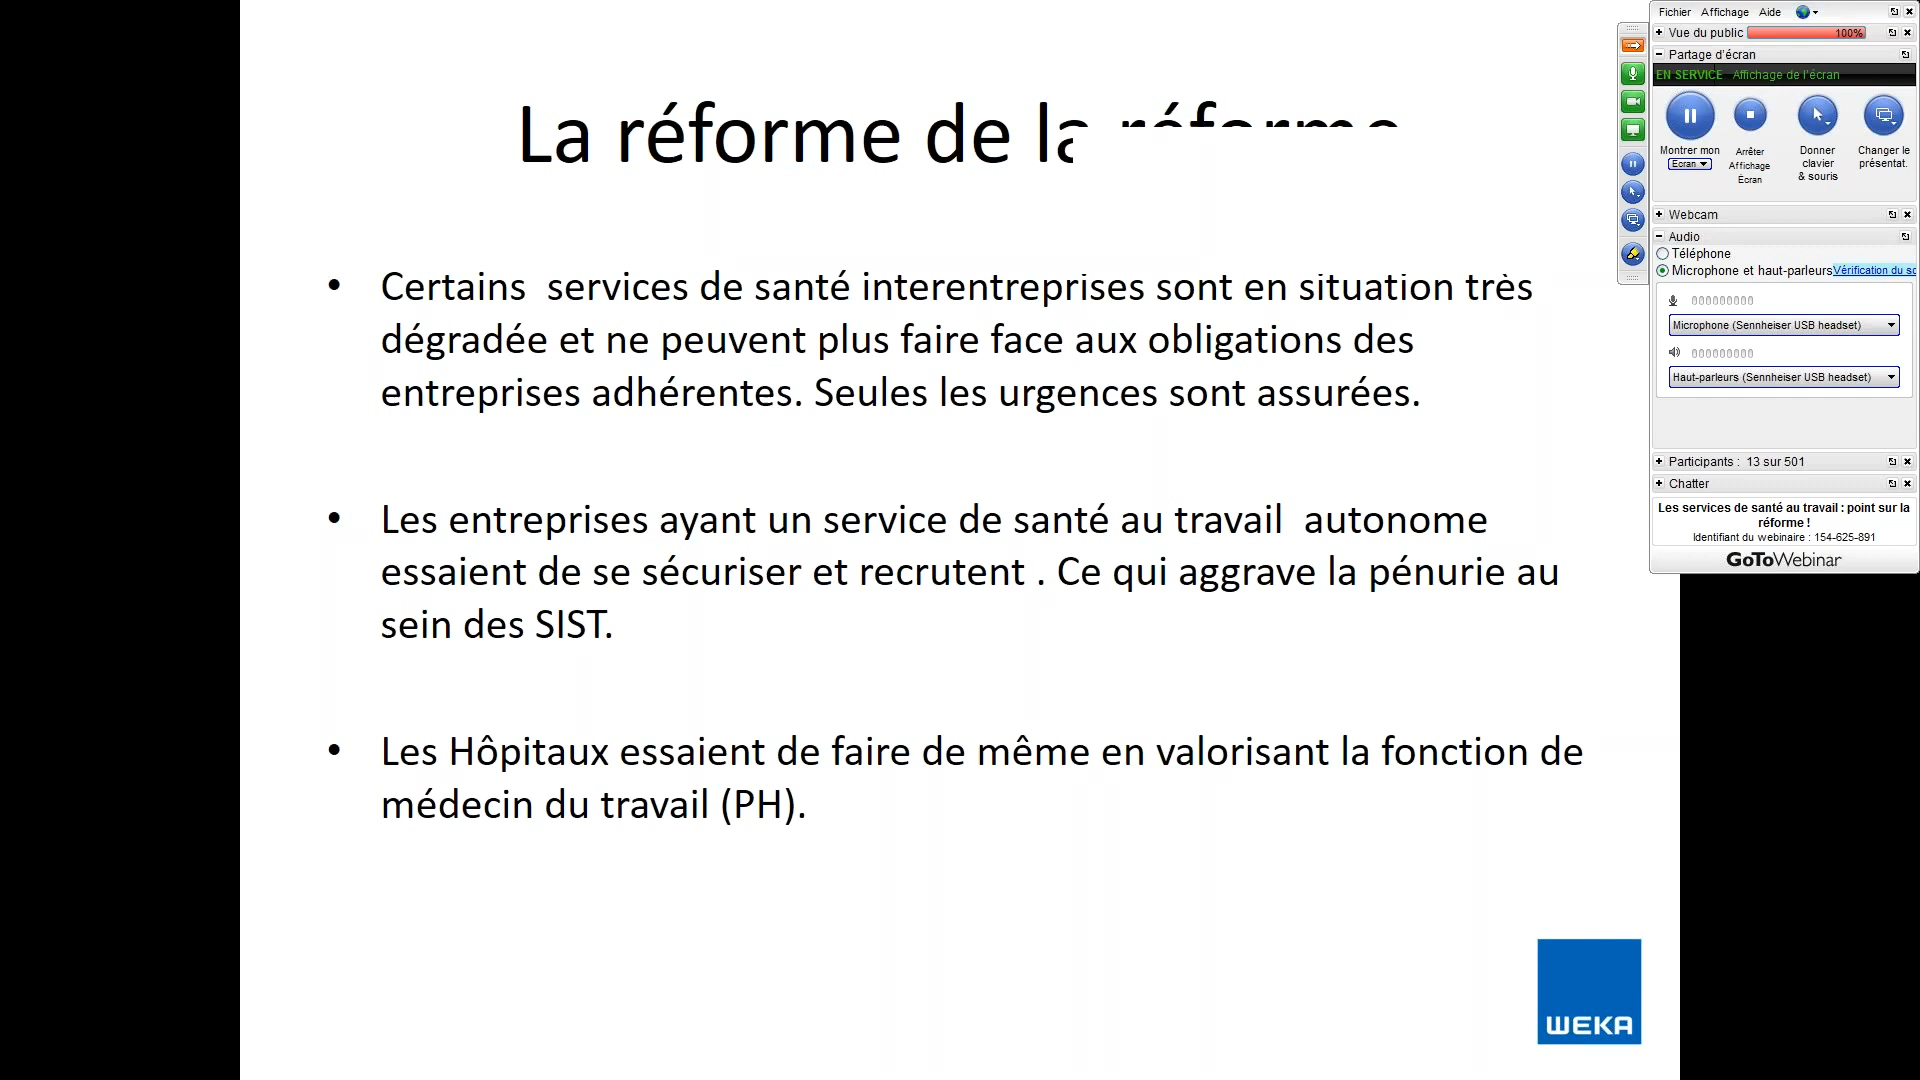 La réforme de la réforme
• Certains  services de santé interentreprises sont en situation très
dégradée et ne peuvent plus faire face aux obligations des
entreprises adhérentes. Seules les urgences sont assurées.
• Les entreprises ayant un service de santé au travail  autonome
essaient de se sécuriser et recrutent . Ce qui aggrave la pénurie au
sein des SIST.
• Les Hôpitaux essaient de faire de même en valorisant la fonction de
médecin du travail (PH).
WEKA
Fichier Affichage Aide
Vue du public 100%
Partage d'écran
EN SERVICE Affichage de l'écran
Montrer mon
Ecran
Arrêter
Affichage
Écran
Donner
clavier
& souris
Changer le
présentat.
Webcam
Audio
Téléphone
Microphone et haut-parleurs Vérification du so
Microphone (Sennheiser USB headset)
Haut-parleurs (Sennheiser USB headset)
Participants : 13 sur 501
Chatter
Les services de santé au travail : point sur la
réforme !
Identifiant du webinaire : 154-625-891
GoToWebinar